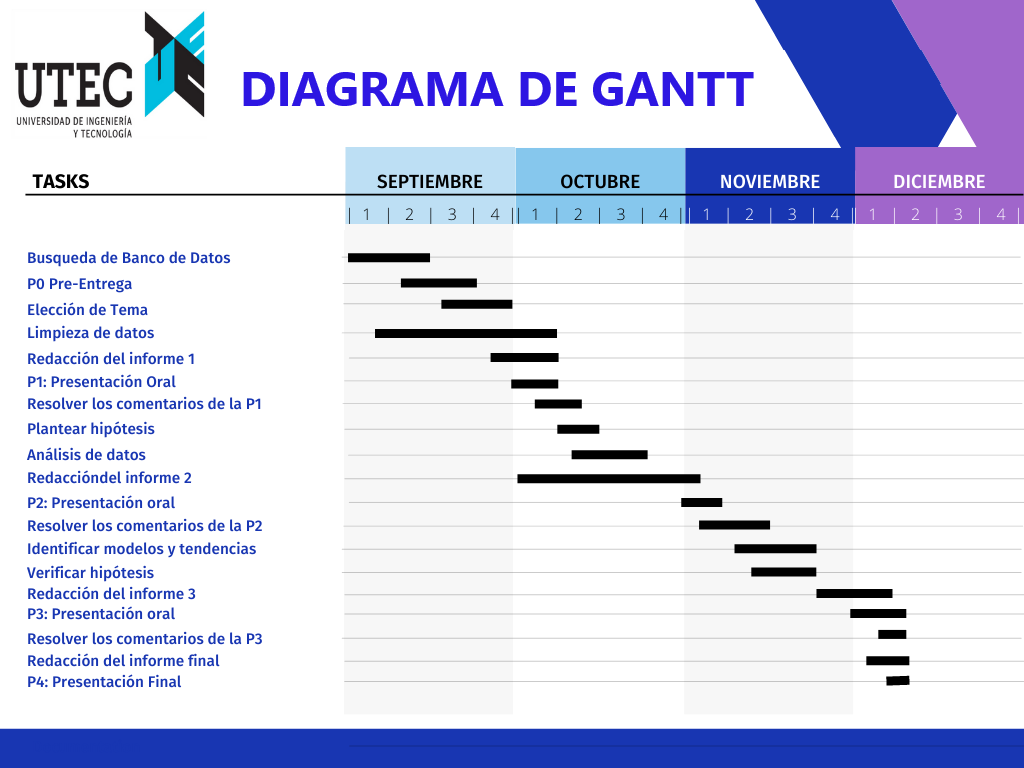 UTEC
UNIVERSIDAD DE INGENIERÍA
Y TECNOLOGÍA
DIAGRAMA DE GANTT
TASKS SEPTIEMBRE OCTUBRE NOVIEMBRE DICIEMBRE
| 1 | 2 | 3 | 4 || 1 | 2 | 3 | 4 || 1 | 2 | 3 | 4 || 1 | 2 | 3 | 4 |
Busqueda de Banco de Datos
P0 Pre-Entrega
Elección de Tema
Limpieza de datos
Redacción del informe 1
P1: Presentación Oral
Resolver los comentarios de la P1
Plantear hipótesis
Análisis de datos
Redaccióndel informe 2
P2: Presentación oral
Resolver los comentarios de la P2
Identificar modelos y tendencias
Verificar hipótesis
Redacción del informe 3
P3: Presentación oral
Resolver los comentarios de la P3
Redacción del informe final
P4: Presentación Final